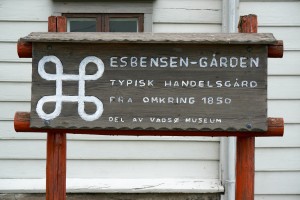 ESBENSEN-GÅRDEN
TYPISK HANDELSGÅRD
FRA OMKRING 1850
DEL AV VADSØ MUSEUM